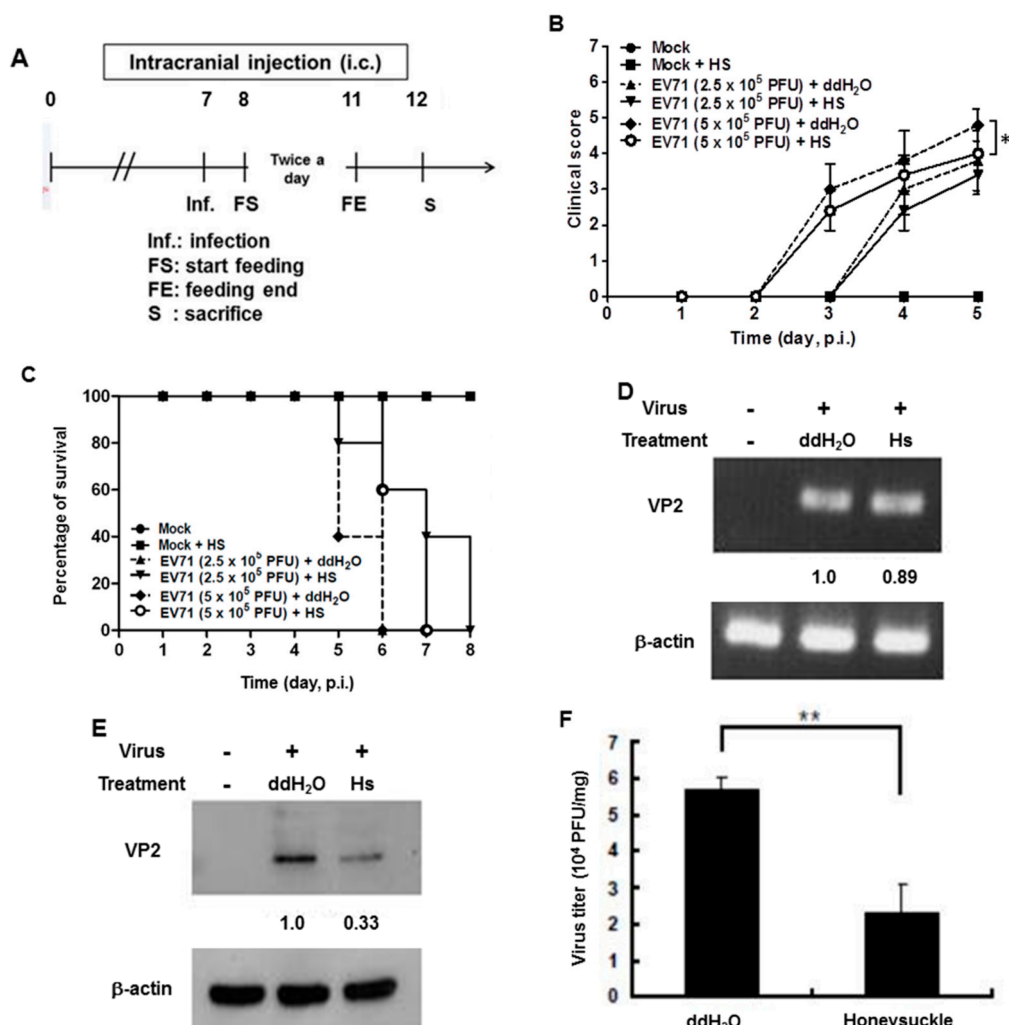 A
Intracranial injection (i.c.)
0 7 8 11 12
Twice a
day
Inf. FS FE S
Inf.: infection
FS: start feeding
FE: feeding end
S : sacrifice
B
Clinical score
7
6
5
4
3
2
1
0
Mock
Mock + HS
EV71 (2.5 x 10⁵ PFU) + ddH₂O
EV71 (2.5 x 10⁵ PFU) + HS
EV71 (5 x 10⁵ PFU) + ddH₂O
EV71 (5 x 10⁵ PFU) + HS
*
0 1 2 3 4 5
Time (day, p.i.)
C
Percentage of survival
100
80
60
40
20
0
Mock
Mock + HS
EV71 (2.5 x 10⁵ PFU) + ddH₂O
EV71 (2.5 x 10⁵ PFU) + HS
EV71 (5 x 10⁵ PFU) + ddH₂O
EV71 (5 x 10⁵ PFU) + HS
0 1 2 3 4 5 6 7 8
Time (day, p.i.)
D
Virus - + +
Treatment - ddH₂O Hs
VP2
1.0 0.89
β-actin
E
Virus - + +
Treatment - ddH₂O Hs
VP2
1.0 0.33
β-actin
F
**
Virus titer (10⁴ PFU/mg)
7
6
5
4
3
2
1
0
ddH₂O Honeysuckle